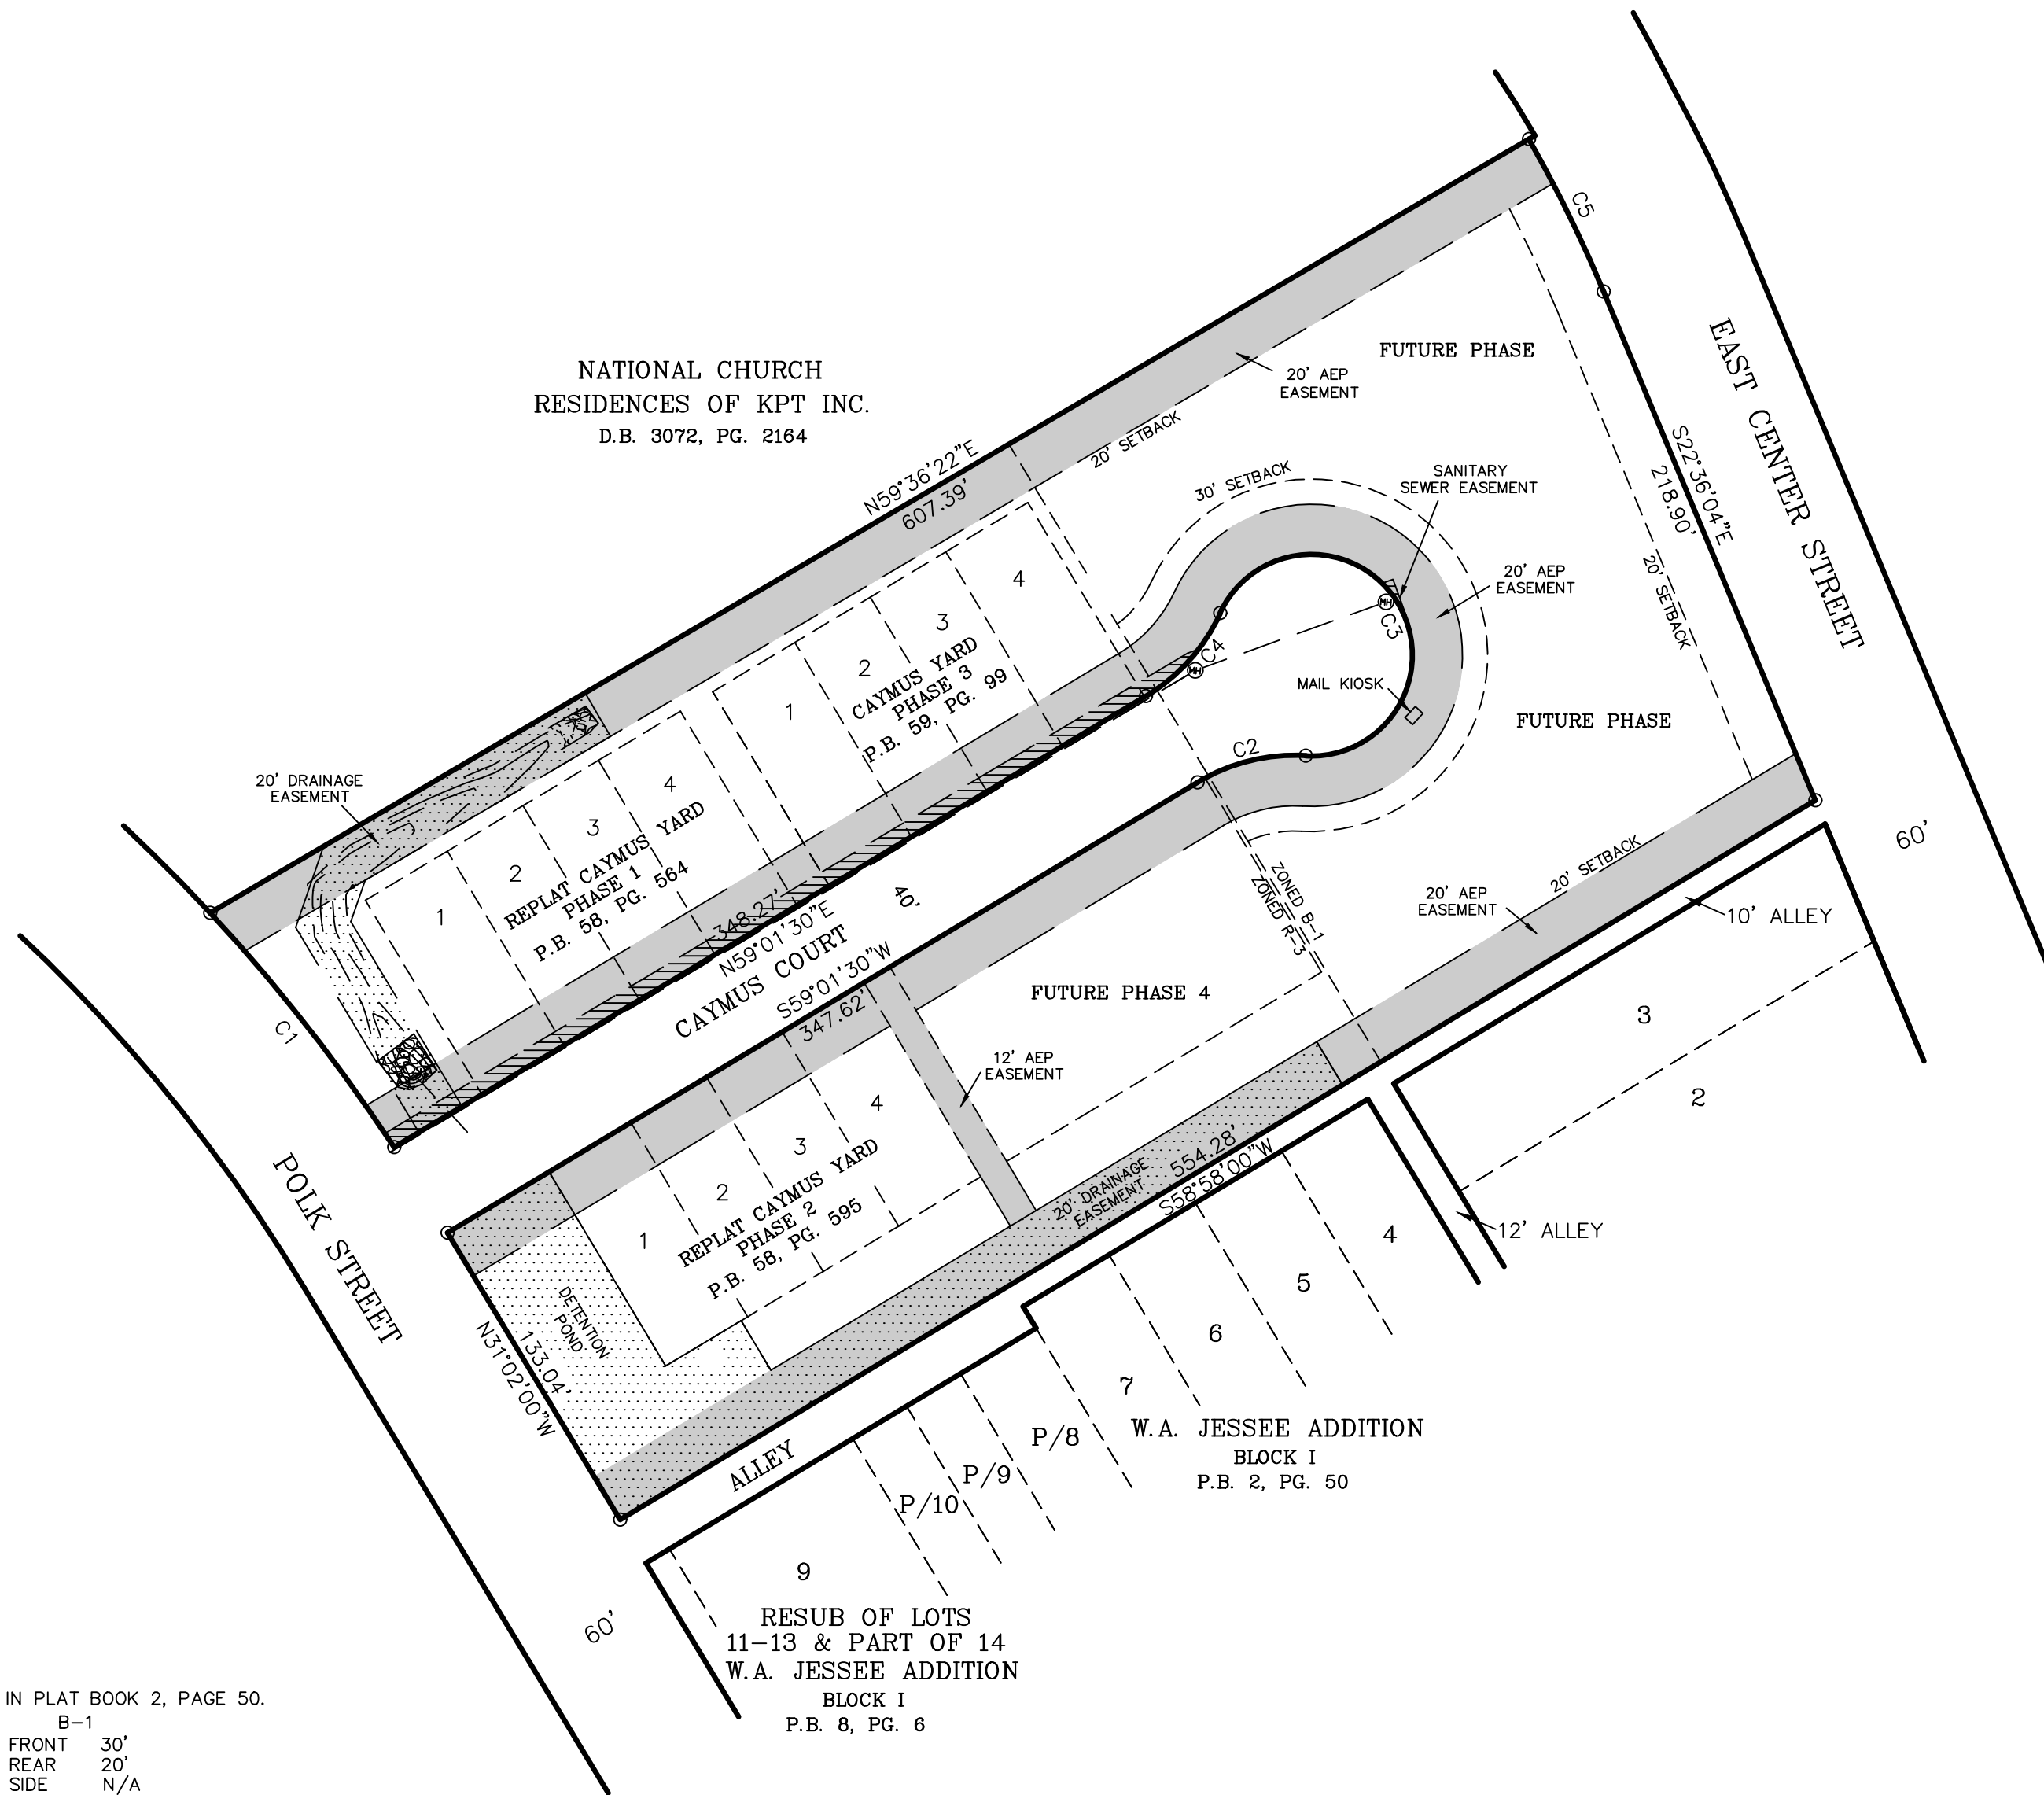 C5
NATIONAL CHURCH
RESIDENCES OF KPT INC.
D.B. 3072, PG. 2164
FUTURE PHASE
20' AEP
EASEMENT
20' SETBACK
EAST CENTER STREET
S22°36'04"E
218.90'
20' SETBACK
N59°36'22"E
607.39'
30' SETBACK
SANITARY
SEWER EASEMENT
20' AEP
EASEMENT
MH
C3
MH
C4
MAIL KIOSK
FUTURE PHASE
C2
1
2
3
4
CAYMUS YARD
PHASE 3
P.B. 59, PG. 99
20' DRAINAGE
EASEMENT
1
2
3
4
REPLAT CAYMUS YARD
PHASE 1
P.B. 58, PG. 564
348.27'
N59°01'30"E
CAYMUS COURT
40'
S59°01'30"W
347.62'
ZONED B-1
ZONED R-3
20' SETBACK
20' AEP
EASEMENT
60'
10' ALLEY
FUTURE PHASE 4
12' AEP
EASEMENT
3
2
C1
POLK STREET
1
2
3
4
REPLAT CAYMUS YARD
PHASE 2
P.B. 58, PG. 595
20' DRAINAGE
EASEMENT
554.28'
S58°58'00"W
12' ALLEY
DETENTION
POND
133.04'
N31°02'00"W
4
5
6
7
P/8
P/9
P/10
W.A. JESSEE ADDITION
BLOCK I
P.B. 2, PG. 50
ALLEY
9
60'
RESUB OF LOTS
11-13 & PART OF 14
W.A. JESSEE ADDITION
BLOCK I
P.B. 8, PG. 6
IN PLAT BOOK 2, PAGE 50.
B-1
FRONT 30'
REAR 20'
SIDE N/A